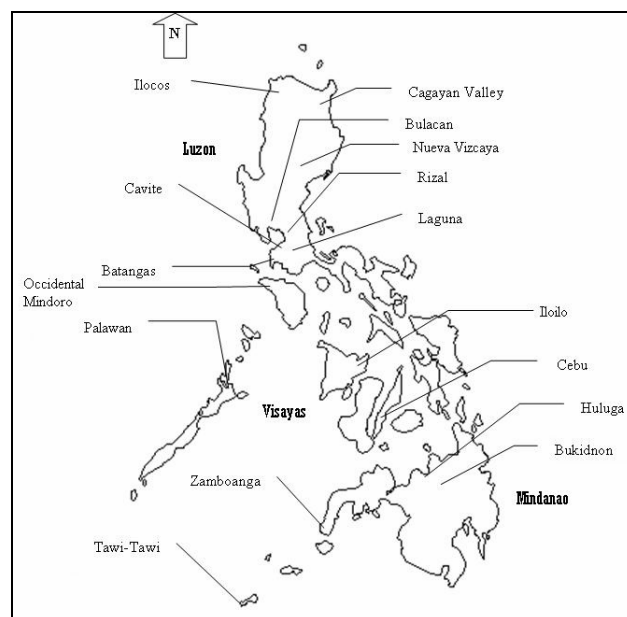 N
Ilocos
Cagayan Valley
Bulacan
Luzon
Nueva Vizcaya
Rizal
Cavite
Laguna
Batangas
Occidental
Mindoro
Iloilo
Palawan
Cebu
Visayas
Huluga
Bukidnon
Zamboanga
Mindanao
Tawi-Tawi